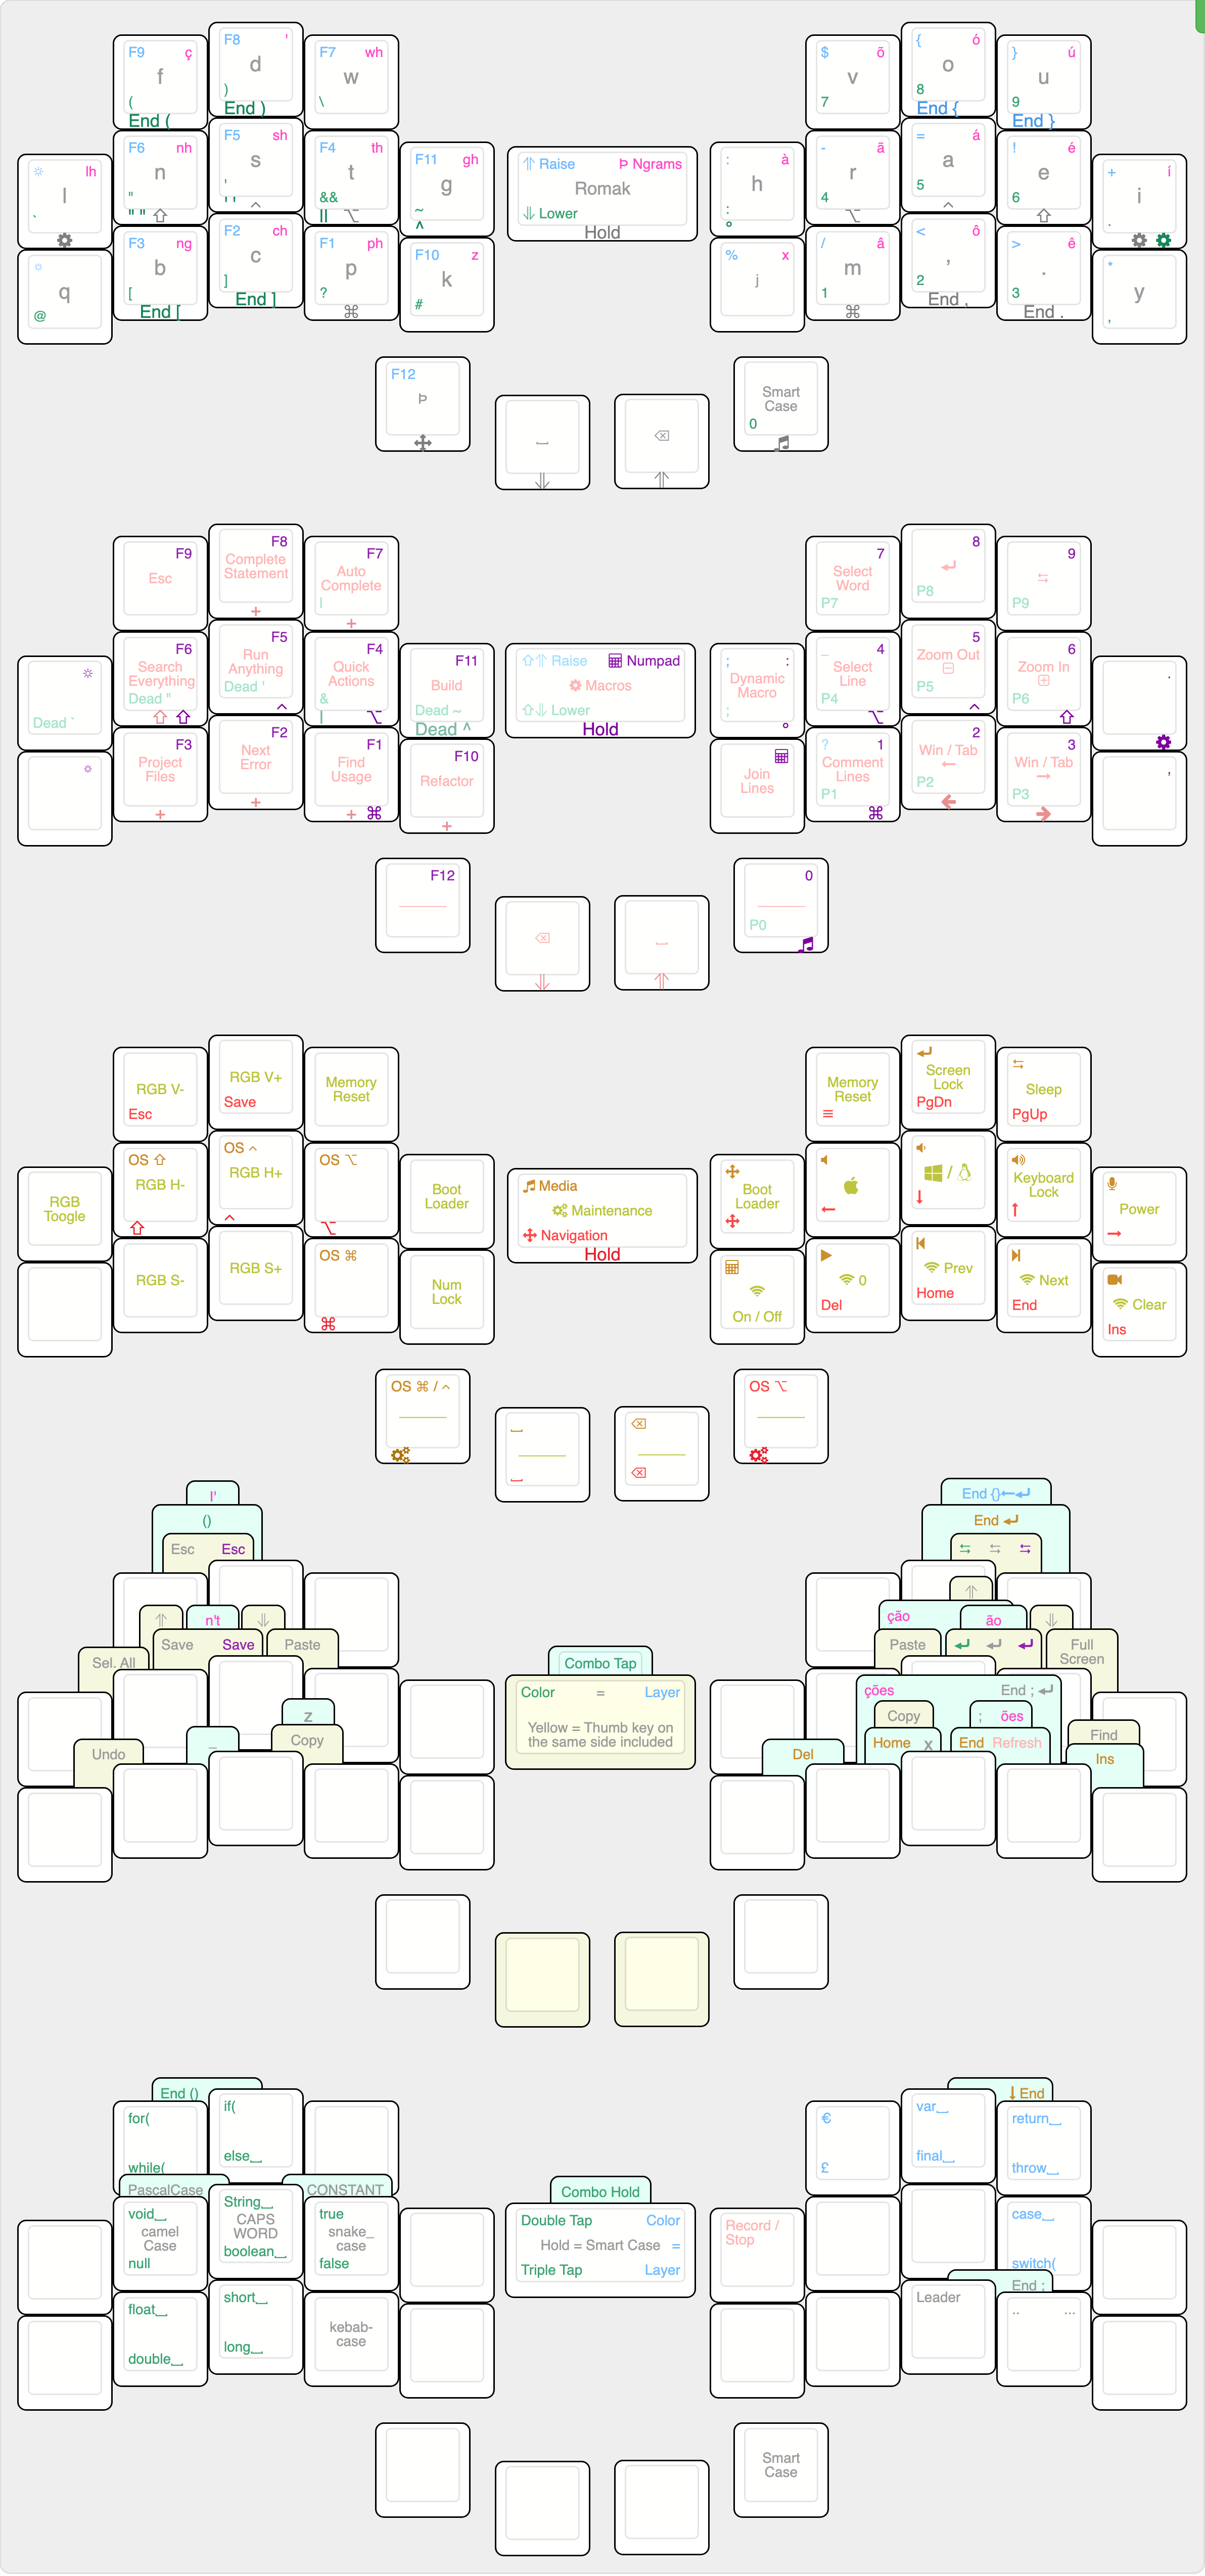 F9 ç
f
(
End (
F8 '
d
)
End )
F7 wh
w
\
$ õ
v
7
{ ó
o
8
End {
} ú
u
9
End }
lh
l
`
F6 nh
n
"
" "
F5 sh
s
'
' '
^
F4 th
t
&&
|| ⌥
F11 gh
g
~
^
⇑ Raise Þ Ngrams
Romak
⇓ Lower
Hold
: à
h
:
°
- ã
r
4
⌥
= á
a
5
^
! é
e
6
⇧
+ í
i
.
q
@
F3 ng
b
[
End [
F2 ch
c
]
End ]
F1 ph
p
?
⌘
F10 z
k
#
% x
j
/ â
m
1
⌘
< ô
,
2
End ,
> ê
.
3
End .
*
y
,
F12
Þ
⎵
⇓
⌫
⇑
Smart
Case
0
F9
Esc
F8
Complete
Statement
+
F7
Auto
Complete
|
+
7
Select
Word
P7
8
P8
9
P9
Dead `
F6
Search
Everything
Dead "
⇧ ⇧
F5
Run
Anything
Dead '
^
F4
Quick
Actions
&
| ⌥
F11
Build
Dead ~
Dead ^
⇧⇑ Raise Numpad
Macros
⇧⇓ Lower
Hold
; :
Dynamic
Macro
;
°
_ 4
Select
Line
P4
⌥
5
Zoom Out
P5
^
6
Zoom In
P6
⇧
.
F3
Project
Files
+
F2
Next
Error
+
F1
Find
Usage
+ ⌘
F10
Refactor
+
Join
Lines
? 1
Comment
Lines
P1
⌘
2
Win / Tab
←
P2
3
Win / Tab
→
P3
,
F12
⌫
⇓
⎵
⇑
0
P0
RGB V-
Esc
RGB V+
Save
Memory
Reset
Memory
Reset
≡
Screen
Lock
PgDn
Sleep
PgUp
RGB
Toogle
OS ⇧
RGB H-
⇧
OS ^
RGB H+
^
OS ⌥
⌥
Boot
Loader
Media
Maintenance
Navigation
Hold
Boot
Loader
←
/
↓
Keyboard
Lock
↑
Power
→
RGB S-
RGB S+
OS ⌘
⌘
Num
Lock
On / Off
0
Del
Prev
Home
Next
End
Clear
Ins
OS ⌘ / ^
⎵
⎵
⌫
⌫
OS ⌥
I'
()
Esc Esc
End {}←↵
End ↵
⇆ ⇆ ⇆
⇑ n't ⇓
Save Save Paste
Sel. All
⇑
ção ão ⇓
Paste ↵ ↵ ↵ Full
Screen
Combo Tap
Color = Layer
Yellow = Thumb key on
the same side included
z
Undo _ Copy
ções End ; ↵
Copy ; ões
Home x End Refresh
Find
Del
Ins
End ()
for(
while(
if(
else⎵
↓ End
€
£
var⎵
final⎵
return⎵
throw⎵
PascalCase CONSTANT
void⎵
camel
Case
null
String⎵
CAPS
WORD
boolean⎵
true
snake_
case
false
Combo Hold
Double Tap Color
Hold = Smart Case =
Triple Tap Layer
Record /
Stop
case⎵
switch(
float⎵
double⎵
short⎵
long⎵
kebab-
case
End ;
Leader
.. ...
Smart
Case